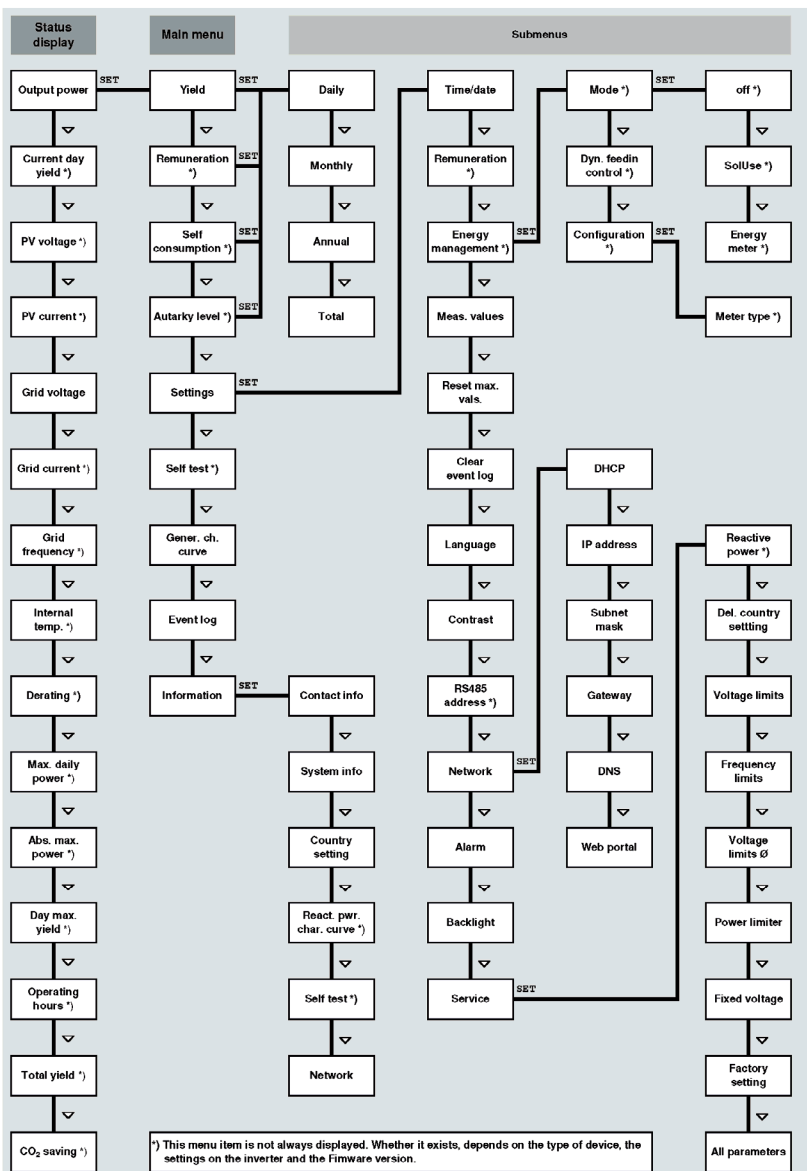 Status
display
Main menu
Submenus
Output power
SET
Yield
SET
Daily
Time/date
Mode *)
SET
off *)
Current day
yield *)
Remuneration
*)
SET
Monthly
Remuneration
*)
Dyn. feedin
control *)
SolUse *)
PV voltage *)
Self
consumption *)
SET
Annual
Energy
management *)
SET
Configuration
*)
SET
Energy
meter *)
PV current *)
Autarky level *)
SET
Total
Meas. values
Meter type *)
Grid voltage
Settings
SET
Reset max.
vals.
Grid current *)
Self test *)
Clear
event log
DHCP
Grid
frequency *)
Gener. ch.
curve
Language
IP address
Reactive
power *)
Internal
temp. *)
Event log
Contrast
Subnet
mask
Del. country
settting
Derating *)
Information
SET
Contact info
RS485
address *)
Gateway
Voltage limits
Max. daily
power *)
System info
Network
SET
DNS
Frequency
limits
Abs. max.
power *)
Country
setting
Alarm
Web portal
Voltage
limits Ø
Day max.
yield *)
React. pwr.
char. curve *)
Backlight
Power limiter
Operating
hours *)
Self test *)
Service
SET
Fixed voltage
Total yield *)
Network
Factory
setting
CO₂ saving *)
*) This menu item is not always displayed. Whether it exists, depends on the type of device, the
settings on the inverter and the Fimware version.
All parameters